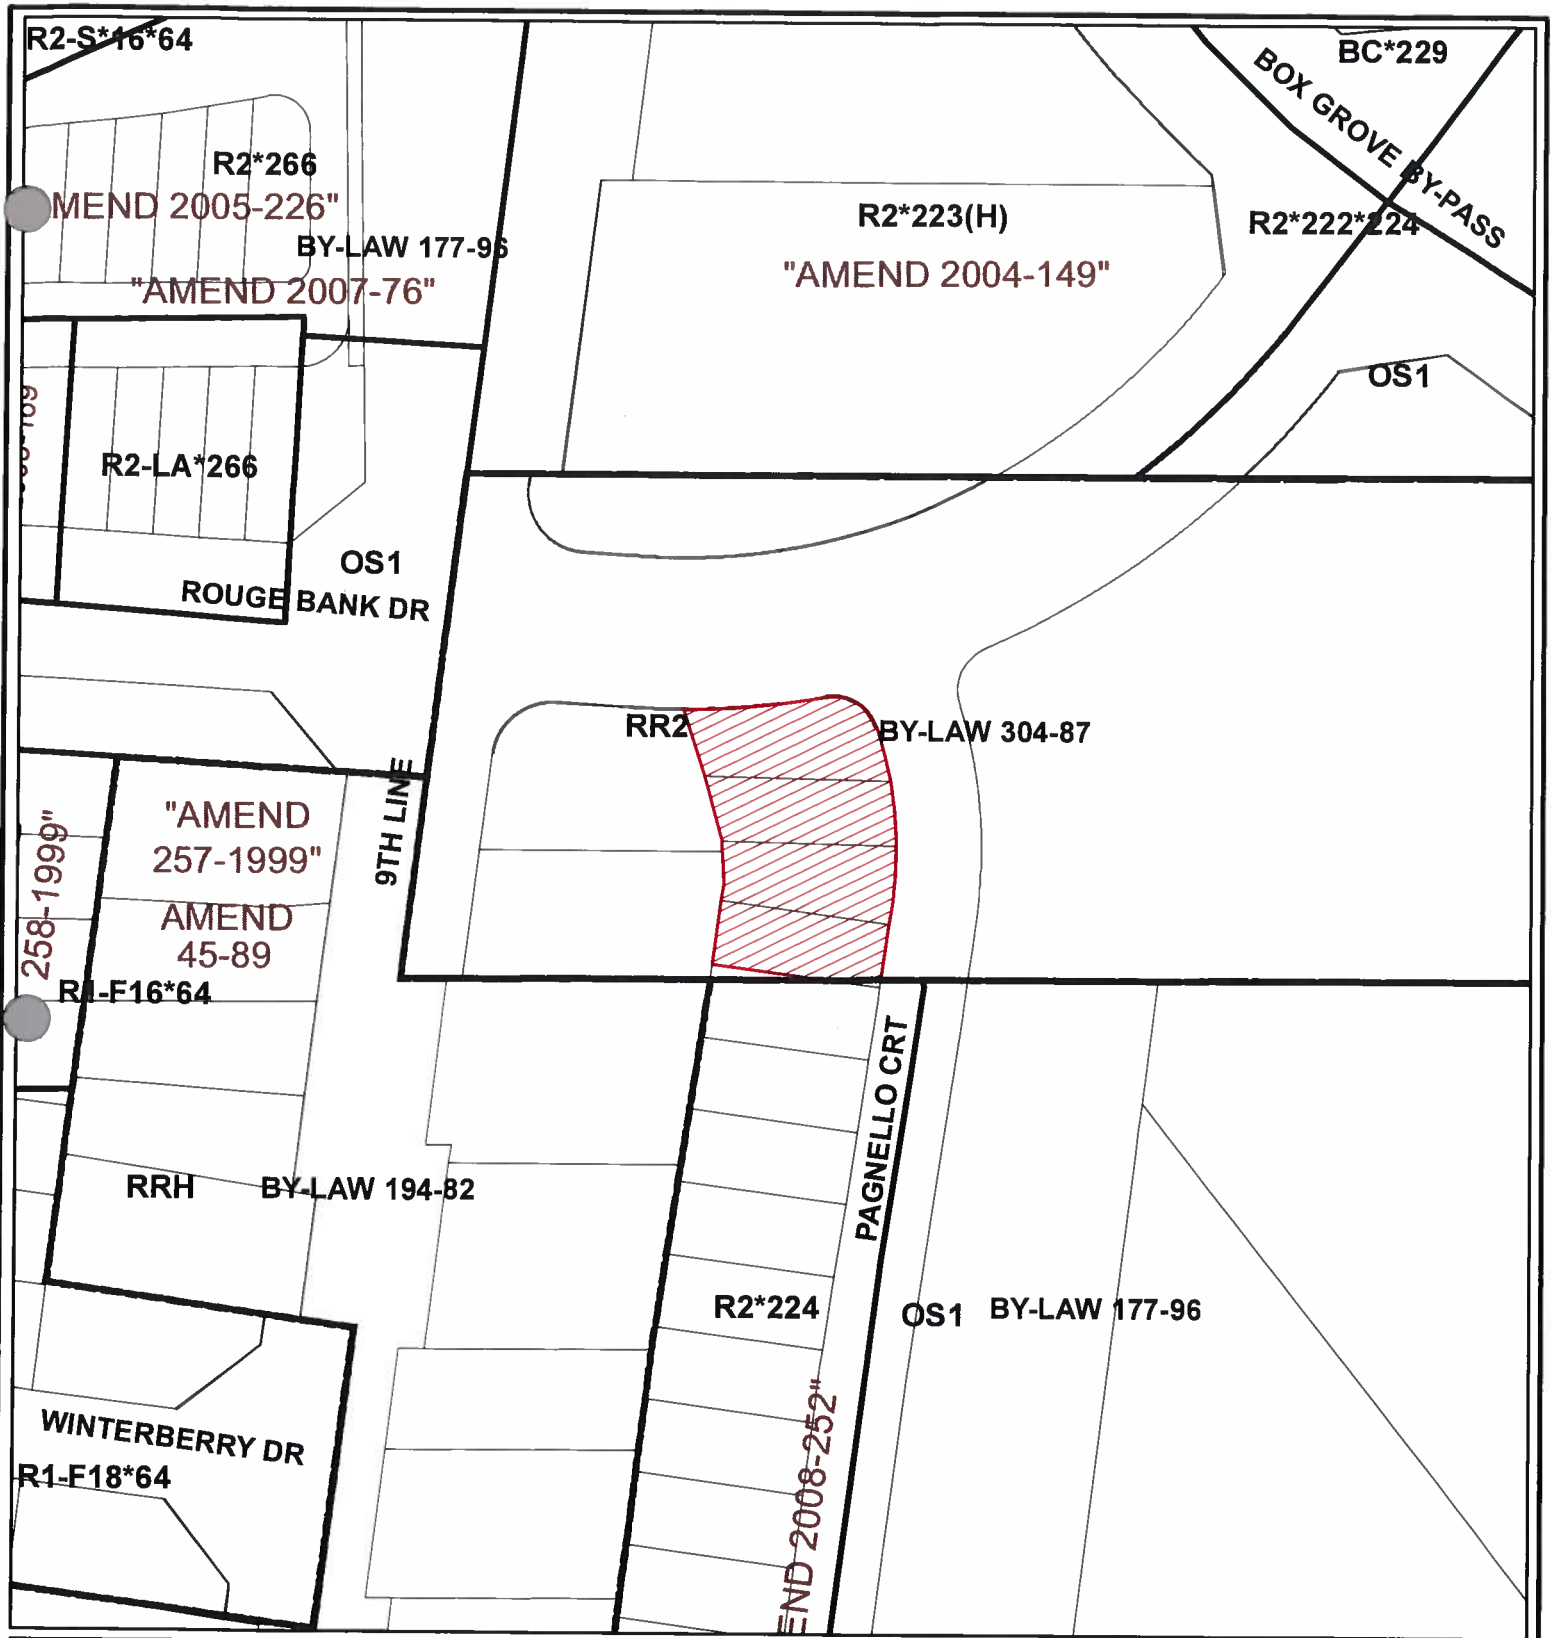 R2-S*16*64
BC*229
BOX GROVE BY-PASS
R2*266
MEND 2005-226"
BY-LAW 177-96
"AMEND 2007-76"
R2*223(H)
"AMEND 2004-149"
R2*222*224
OS1
R2-LA*266
OS1
ROUGE BANK DR
RR2
BY-LAW 304-87
9TH LINE
"AMEND
257-1999"
AMEND
45-89
258-1999"
R1-F16*64
PAGNELLO CRT
RRH
BY-LAW 194-82
R2*224
OS1
BY-LAW 177-96
END 2008-252"
WINTERBERRY DR
R1-F18*64